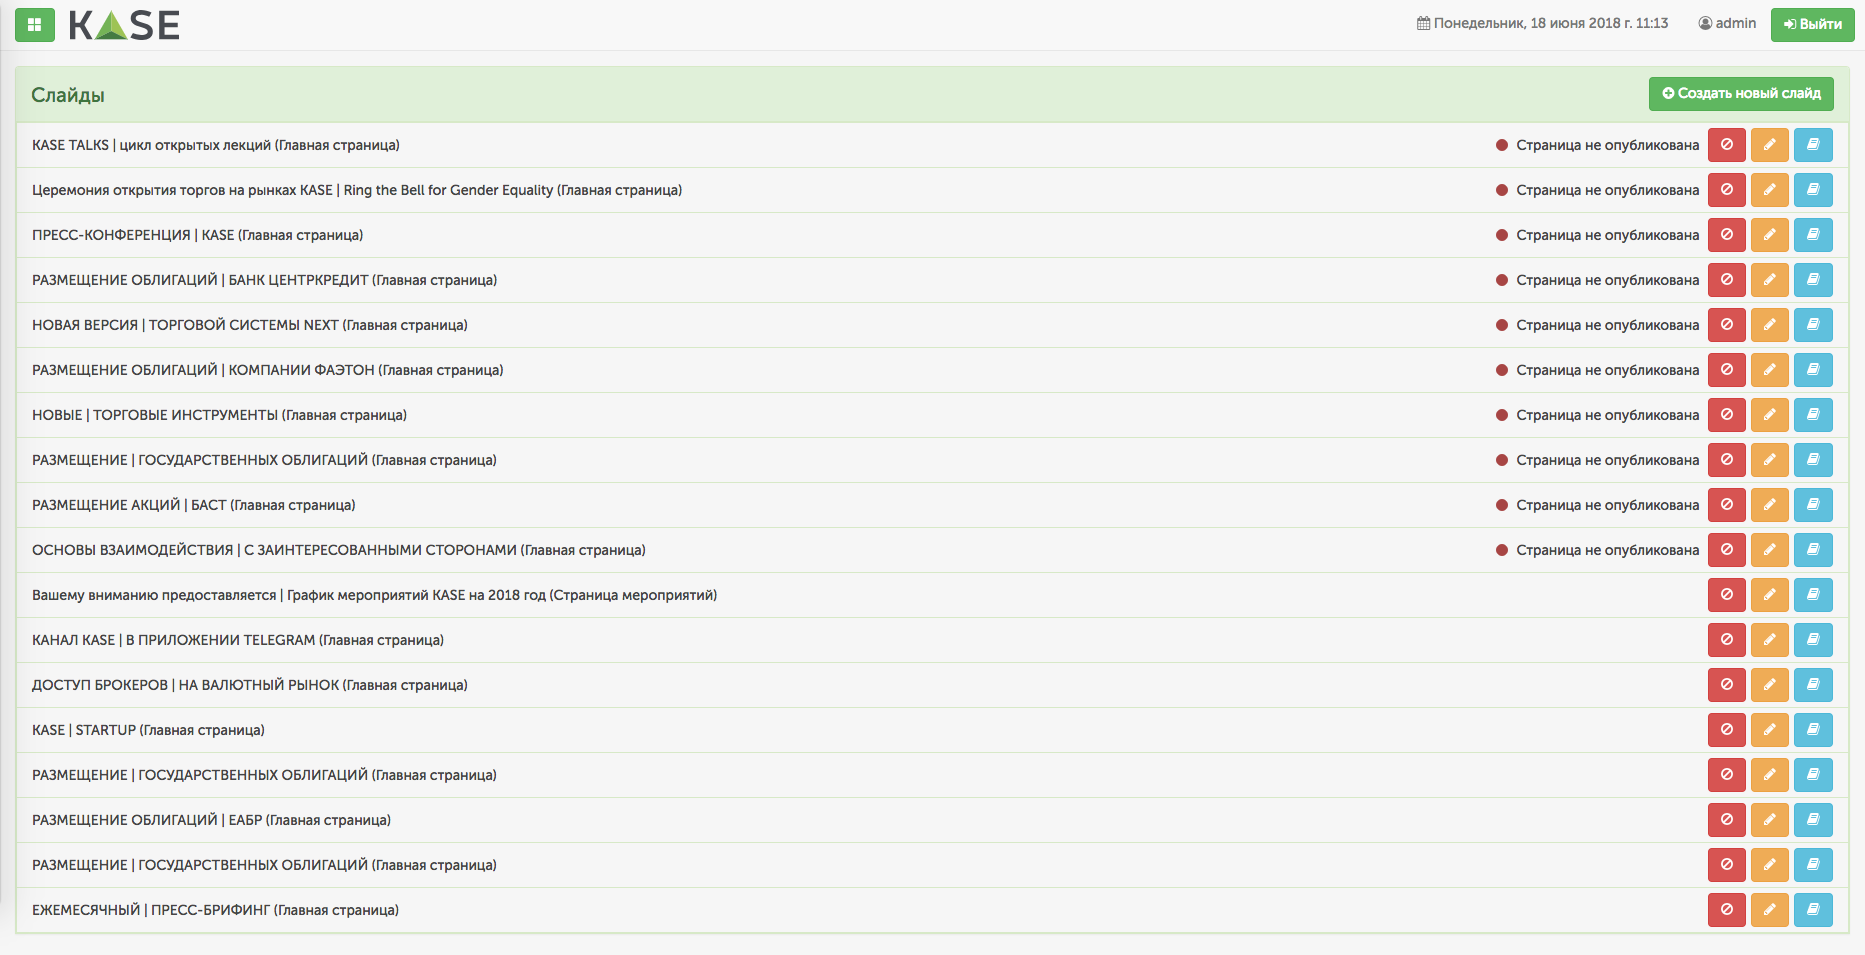 KASE
Понедельник, 18 июня 2018 г. 11:13
admin
Выйти
Слайды
Создать новый слайд
KASE TALKS | цикл открытых лекций (Главная страница)
Страница не опубликована
Церемония открытия торгов на рынках KASE | Ring the Bell for Gender Equality (Главная страница)
Страница не опубликована
ПРЕСС-КОНФЕРЕНЦИЯ | KASE (Главная страница)
Страница не опубликована
РАЗМЕЩЕНИЕ ОБЛИГАЦИЙ | БАНК ЦЕНТРКРЕДИТ (Главная страница)
Страница не опубликована
НОВАЯ ВЕРСИЯ | ТОРГОВОЙ СИСТЕМЫ NEXT (Главная страница)
Страница не опубликована
РАЗМЕЩЕНИЕ ОБЛИГАЦИЙ | КОМПАНИИ ФАЭТОН (Главная страница)
Страница не опубликована
НОВЫЕ | ТОРГОВЫЕ ИНСТРУМЕНТЫ (Главная страница)
Страница не опубликована
РАЗМЕЩЕНИЕ | ГОСУДАРСТВЕННЫХ ОБЛИГАЦИЙ (Главная страница)
Страница не опубликована
РАЗМЕЩЕНИЕ АКЦИЙ | БАСТ (Главная страница)
Страница не опубликована
ОСНОВЫ ВЗАИМОДЕЙСТВИЯ | С ЗАИНТЕРЕСОВАННЫМИ СТОРОНАМИ (Главная страница)
Страница не опубликована
Вашему вниманию предоставляется | График мероприятий KASE на 2018 год (Страница мероприятий)
КАНАЛ KASE | В ПРИЛОЖЕНИИ TELEGRAM (Главная страница)
ДОСТУП БРОКЕРОВ | НА ВАЛЮТНЫЙ РЫНОК (Главная страница)
KASE | STARTUP (Главная страница)
РАЗМЕЩЕНИЕ | ГОСУДАРСТВЕННЫХ ОБЛИГАЦИЙ (Главная страница)
РАЗМЕЩЕНИЕ ОБЛИГАЦИЙ | ЕАБР (Главная страница)
РАЗМЕЩЕНИЕ | ГОСУДАРСТВЕННЫХ ОБЛИГАЦИЙ (Главная страница)
ЕЖЕМЕСЯЧНЫЙ | ПРЕСС-БРИФИНГ (Главная страница)